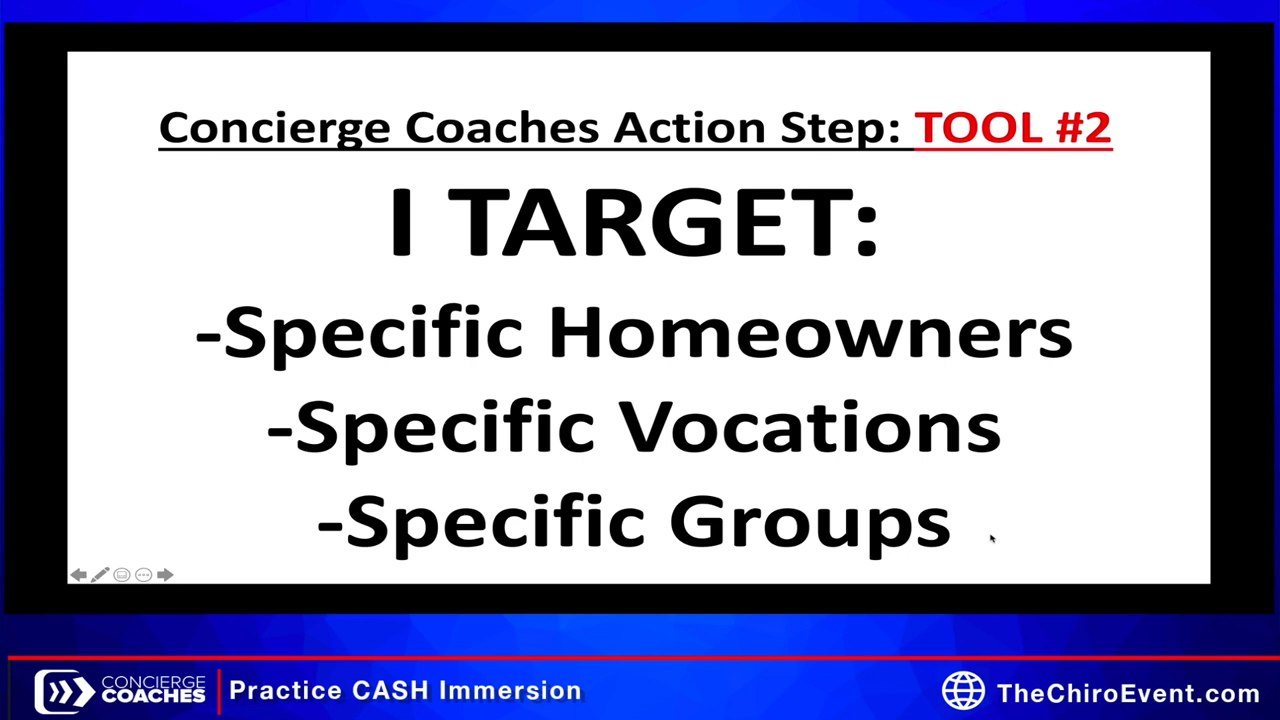 Concierge Coaches Action Step: TOOL #2
I TARGET:
-Specific Homeowners
-Specific Vocations
-Specific Groups
CONCIERGE
COACHES
Practice CASH Immersion
TheChiroEvent.com